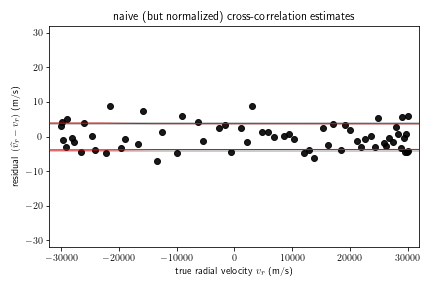 naive (but normalized) cross-correlation estimates
30
20
10
0
−10
−20
−30
residual (v̂r − vr) (m/s)
−30000 −20000 −10000 0 10000 20000 30000
true radial velocity vr (m/s)